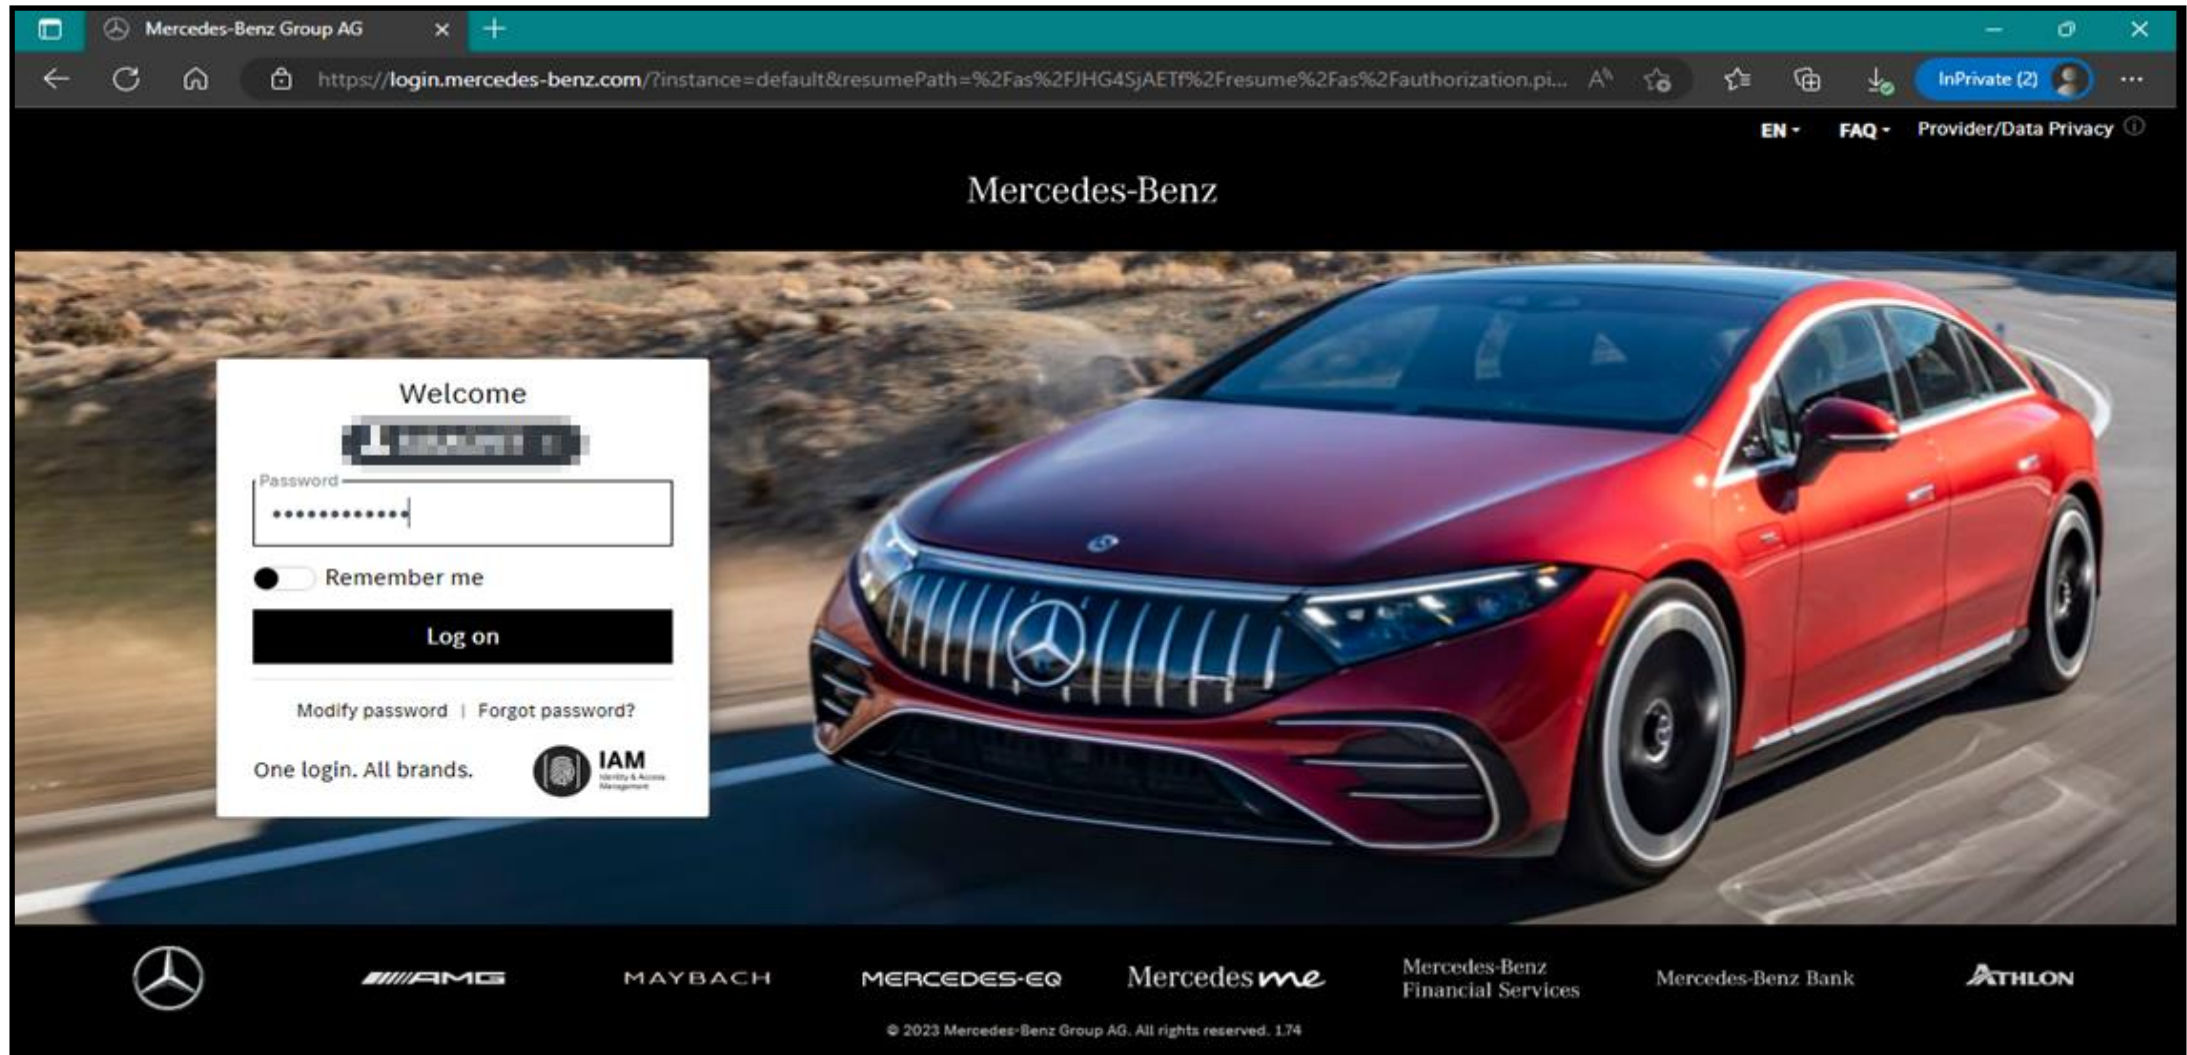 Mercedes-Benz Group AG
https://login.mercedes-benz.com/?instance=default&resumePath=%2Fas%2FJHG4SjAETf%2Fresume%2Fas%2Fauthorization.pi...
InPrivate (2)
EN
FAQ
Provider/Data Privacy
Mercedes-Benz
Welcome
Password
••••••••••••
Remember me
Log on
Modify password | Forgot password?
One login. All brands.
IAM
Identity & Access
Management
AMG
MAYBACH
MERCEDES-EQ
Mercedes me
Mercedes-Benz
Financial Services
Mercedes-Benz Bank
ATHLON
© 2023 Mercedes-Benz Group AG. All rights reserved. 1.74